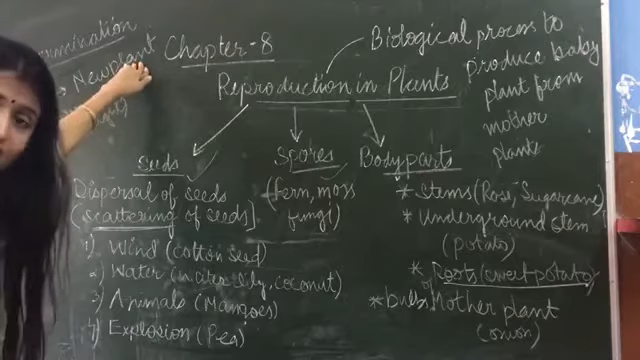 Chapter-8
Germination
→ New plant
Biological process to
Produce baby
plant from
mother
plant
Reproduction in Plants
Seeds
Dispersal of seeds
(scattering of seeds]
1) Wind (cotton seed)
2) Water (water lily, coconut)
3) Animals (Mangoes)
4) Explosion (Pea)
Spores
(fern, moss
fungi)
Body parts
* Stems (Rose, Sugarcane)
* Underground stem
(potato)
* Roots (sweet potato)
* bulbs Mother plant
(onion)